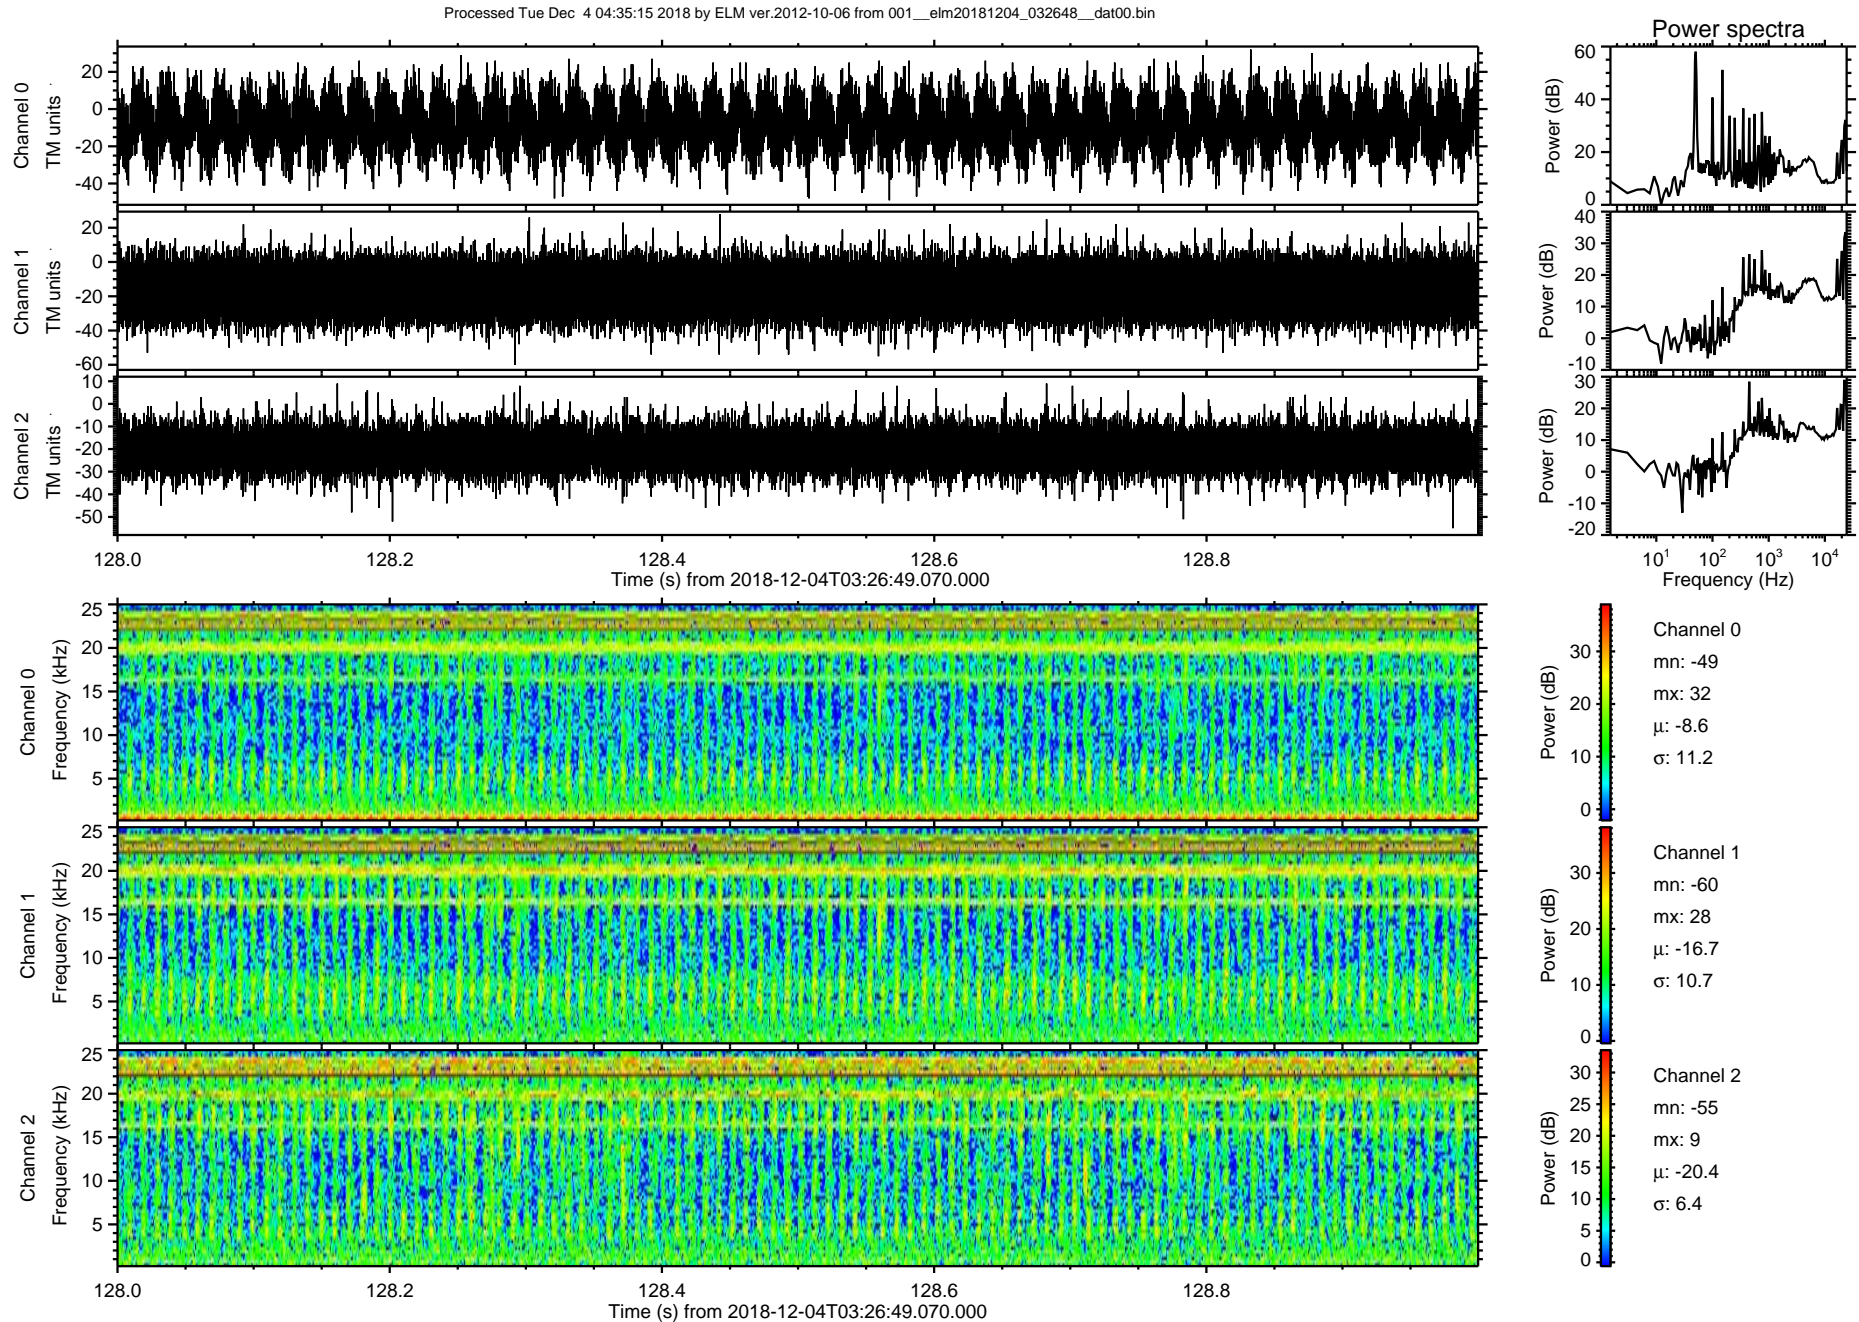 Processed Tue Dec  4 04:35:15 2018 by ELM ver.2012-10-06 from 001__elm20181204_032648__dat00.bin
Power spectra
Channel 0
TM units
20
0
-20
-40
Power (dB)
60
40
20
0
Channel 1
TM units
20
0
-20
-40
-60
Power (dB)
40
30
20
10
0
-10
Channel 2
TM units
10
0
-10
-20
-30
-40
-50
Power (dB)
30
20
10
0
-10
-20
128.0 128.2 128.4 128.6 128.8
Time (s) from 2018-12-04T03:26:49.070.000
10^1 10^2 10^3 10^4
Frequency (Hz)
Channel 0
Frequency (kHz)
25
20
15
10
5
Power (dB)
30
20
10
0
Channel 0
mn: -49
mx: 32
μ: -8.6
σ: 11.2
Channel 1
Frequency (kHz)
25
20
15
10
5
Power (dB)
30
20
10
0
Channel 1
mn: -60
mx: 28
μ: -16.7
σ: 10.7
Channel 2
Frequency (kHz)
25
20
15
10
5
Power (dB)
30
25
20
15
10
5
0
Channel 2
mn: -55
mx: 9
μ: -20.4
σ: 6.4
128.0 128.2 128.4 128.6 128.8
Time (s) from 2018-12-04T03:26:49.070.000